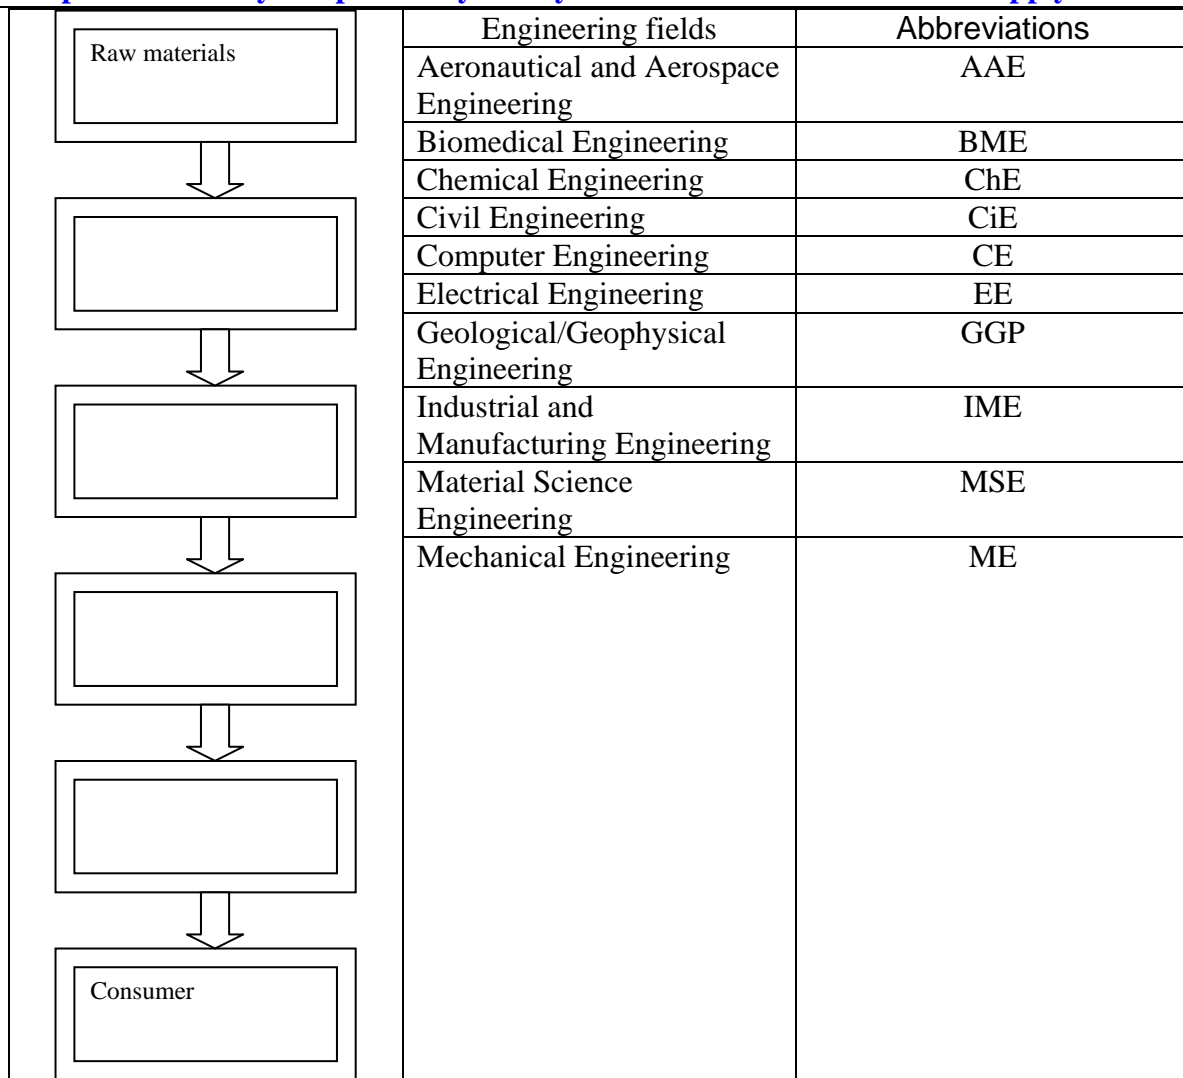 Raw materials
Consumer
Engineering fields Abbreviations
Aeronautical and Aerospace AAE
Engineering
Biomedical Engineering BME
Chemical Engineering ChE
Civil Engineering CiE
Computer Engineering CE
Electrical Engineering EE
Geological/Geophysical GGP
Engineering
Industrial and IME
Manufacturing Engineering
Material Science MSE
Engineering
Mechanical Engineering ME